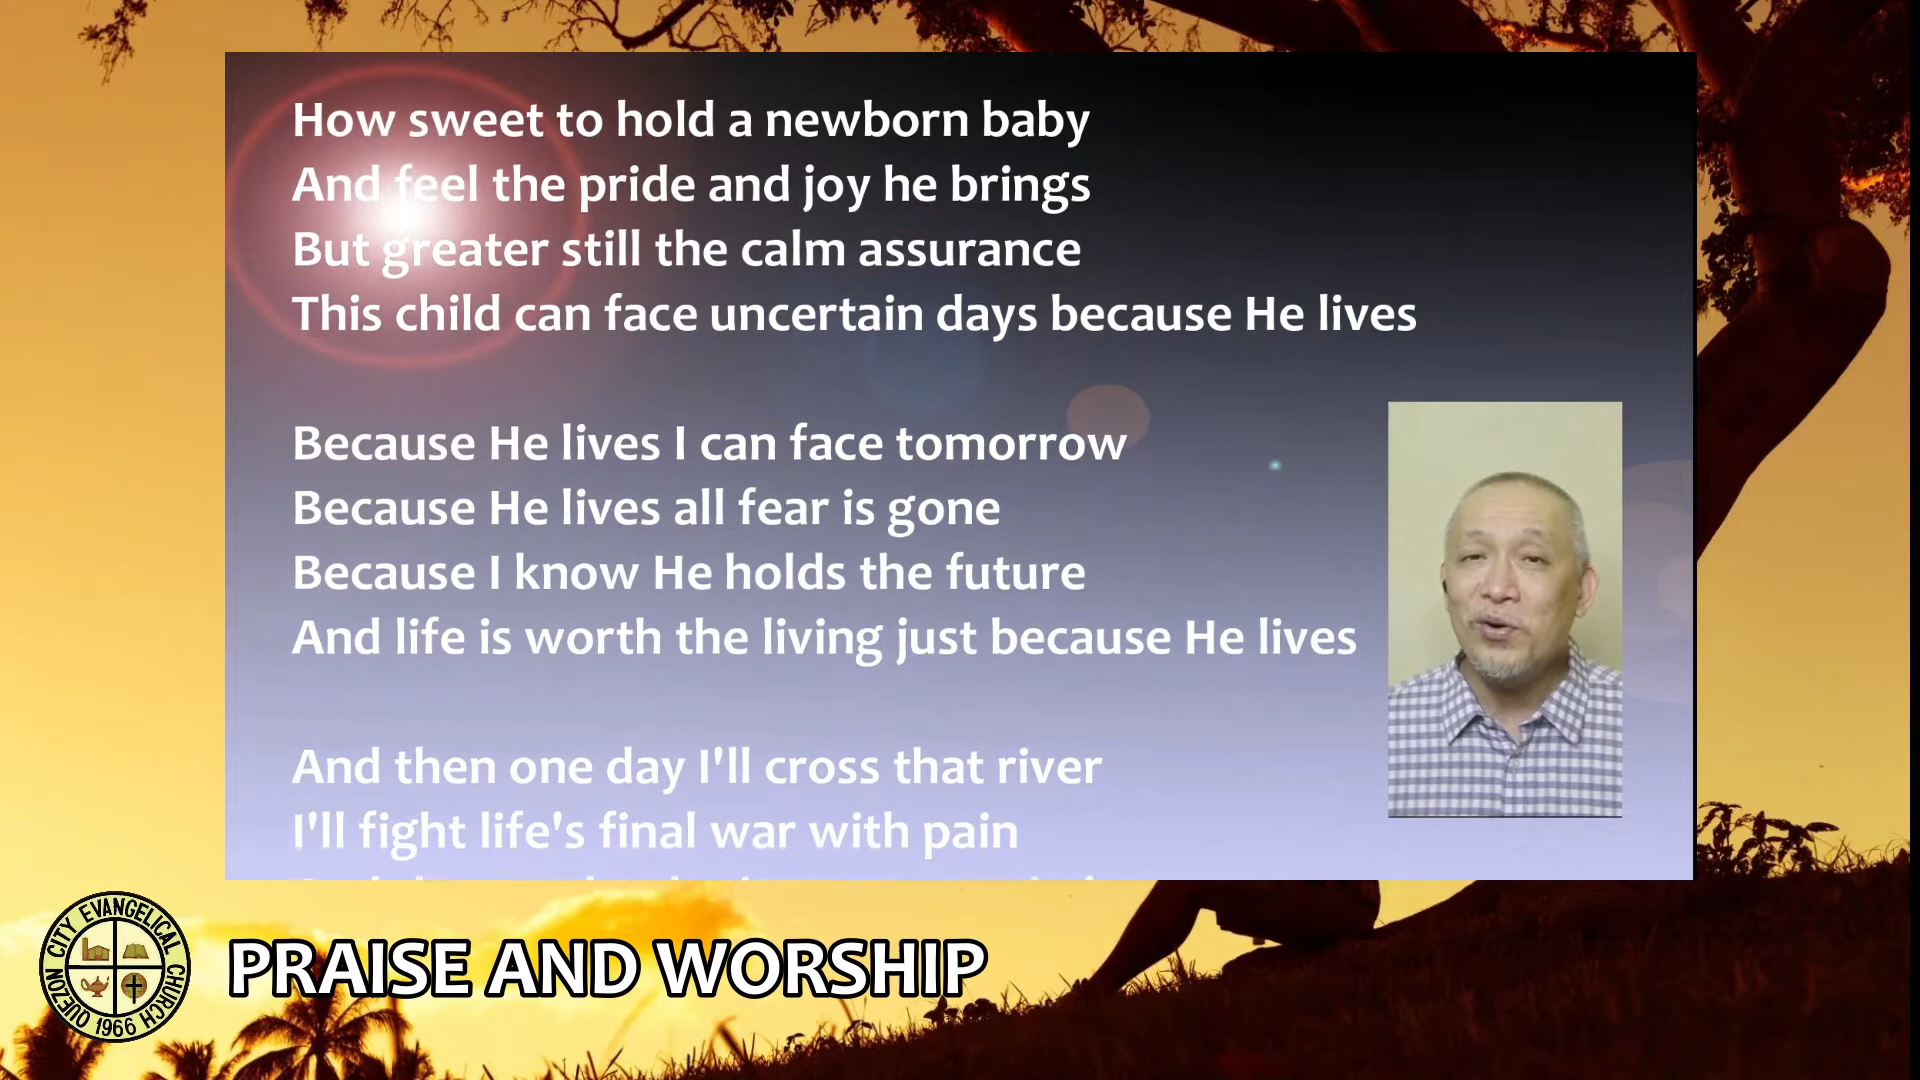 How sweet to hold a newborn baby
And feel the pride and joy he brings
But greater still the calm assurance
This child can face uncertain days because He lives
Because He lives I can face tomorrow
Because He lives all fear is gone
Because I know He holds the future
And life is worth the living just because He lives
And then one day I'll cross that river
I'll fight life's final war with pain
QUEZON CITY EVANGELICAL CHURCH
1966
PRAISE AND WORSHIP